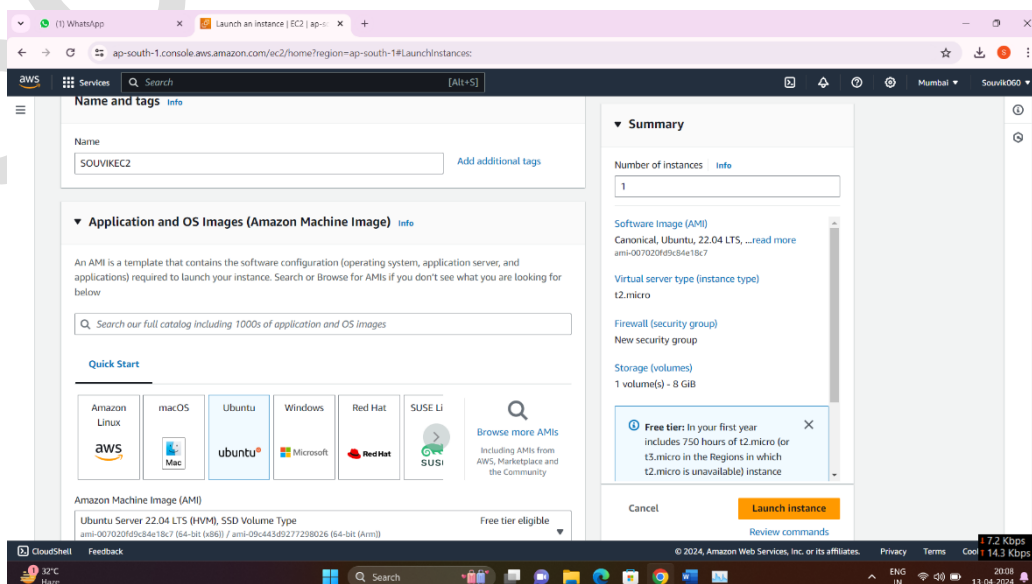 (1) WhatsApp
Launch an instance | EC2 | ap-s
ap-south-1.console.aws.amazon.com/ec2/home?region=ap-south-1#LaunchInstances:
S
aws
Services
Search
[Alt+S]
Mumbai
Souvik060
Name and tags Info
Name
SOUVIKEC2
Add additional tags
Application and OS Images (Amazon Machine Image) Info
An AMI is a template that contains the software configuration (operating system, application server, and
applications) required to launch your instance. Search or Browse for AMIs if you don't see what you are looking for
below
Search our full catalog including 1000s of application and OS images
Quick Start
Amazon
Linux
aws
macOS
Mac
Ubuntu
ubuntu
Windows
Microsoft
Red Hat
Red Hat
SUSE Li
SUS
Browse more AMIs
Including AMIs from
AWS, Marketplace and
the Community
Amazon Machine Image (AMI)
Ubuntu Server 22.04 LTS (HVM), SSD Volume Type
Free tier eligible
ami-007020fd9c84e18c7 (64-bit (x86)) / ami-09c443d9277298026 (64-bit (Arm))
Summary
Number of instances Info
1
Software Image (AMI)
Canonical, Ubuntu, 22.04 LTS, ...read more
ami-007020fd9c84e18c7
Virtual server type (instance type)
t2.micro
Firewall (security group)
New security group
Storage (volumes)
1 volume(s) - 8 GiB
Free tier: In your first year
includes 750 hours of t2.micro (or
t3.micro in the Regions in which
t2.micro is unavailable) instance
Cancel
Launch instance
Review commands
CloudShell
Feedback
© 2024, Amazon Web Services, Inc. or its affiliates.
Privacy
Terms
Coo
7.2 Kbps
14.3 Kbps
32°C
Haze
Search
ENG
IN
20:08
13-04-2024